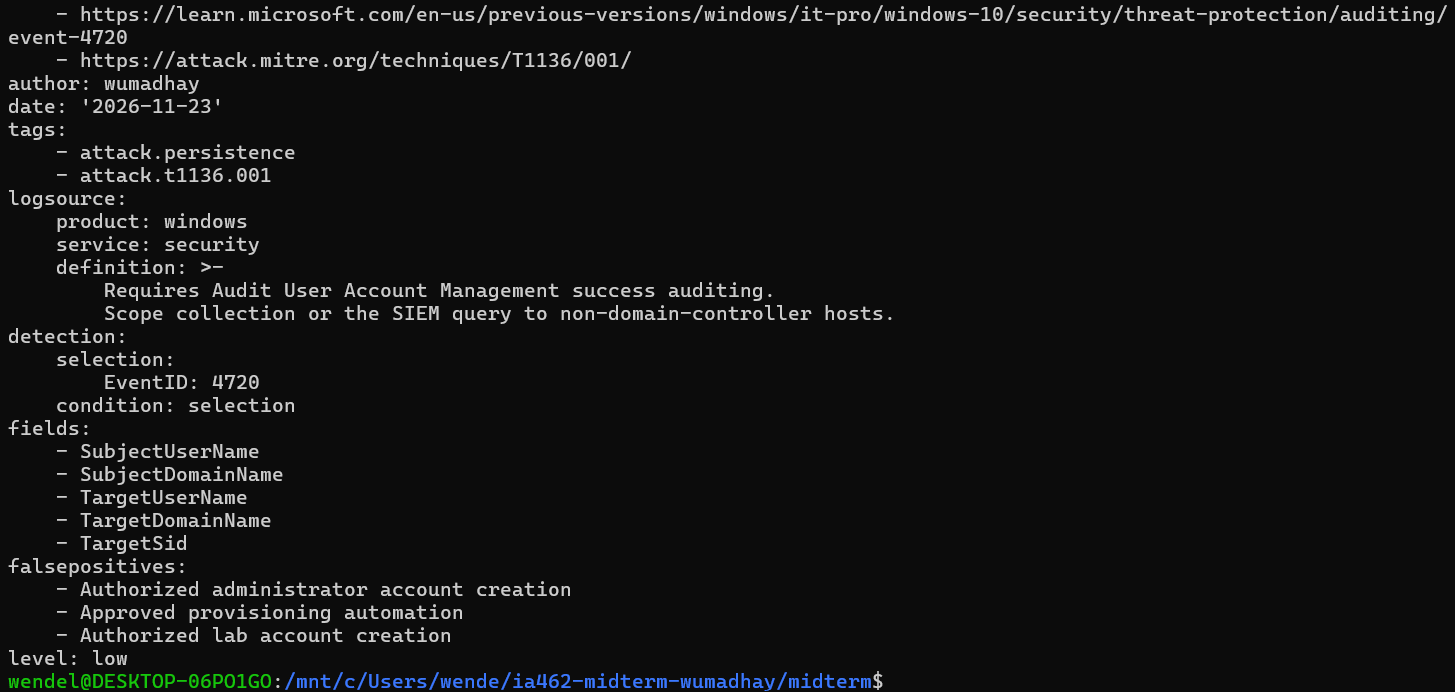 - https://learn.microsoft.com/en-us/previous-versions/windows/it-pro/windows-10/security/threat-protection/auditing/
event-4720
    - https://attack.mitre.org/techniques/T1136/001/
author: wumadhay
date: '2026-11-23'
tags:
    - attack.persistence
    - attack.t1136.001
logsource:
    product: windows
    service: security
    definition: >-
        Requires Audit User Account Management success auditing.
        Scope collection or the SIEM query to non-domain-controller hosts.
detection:
    selection:
        EventID: 4720
    condition: selection
fields:
    - SubjectUserName
    - SubjectDomainName
    - TargetUserName
    - TargetDomainName
    - TargetSid
falsepositives:
    - Authorized administrator account creation
    - Approved provisioning automation
    - Authorized lab account creation
level: low
wendel@DESKTOP-06PO1GO:/mnt/c/Users/wende/ia462-midterm-wumadhay/midterm$